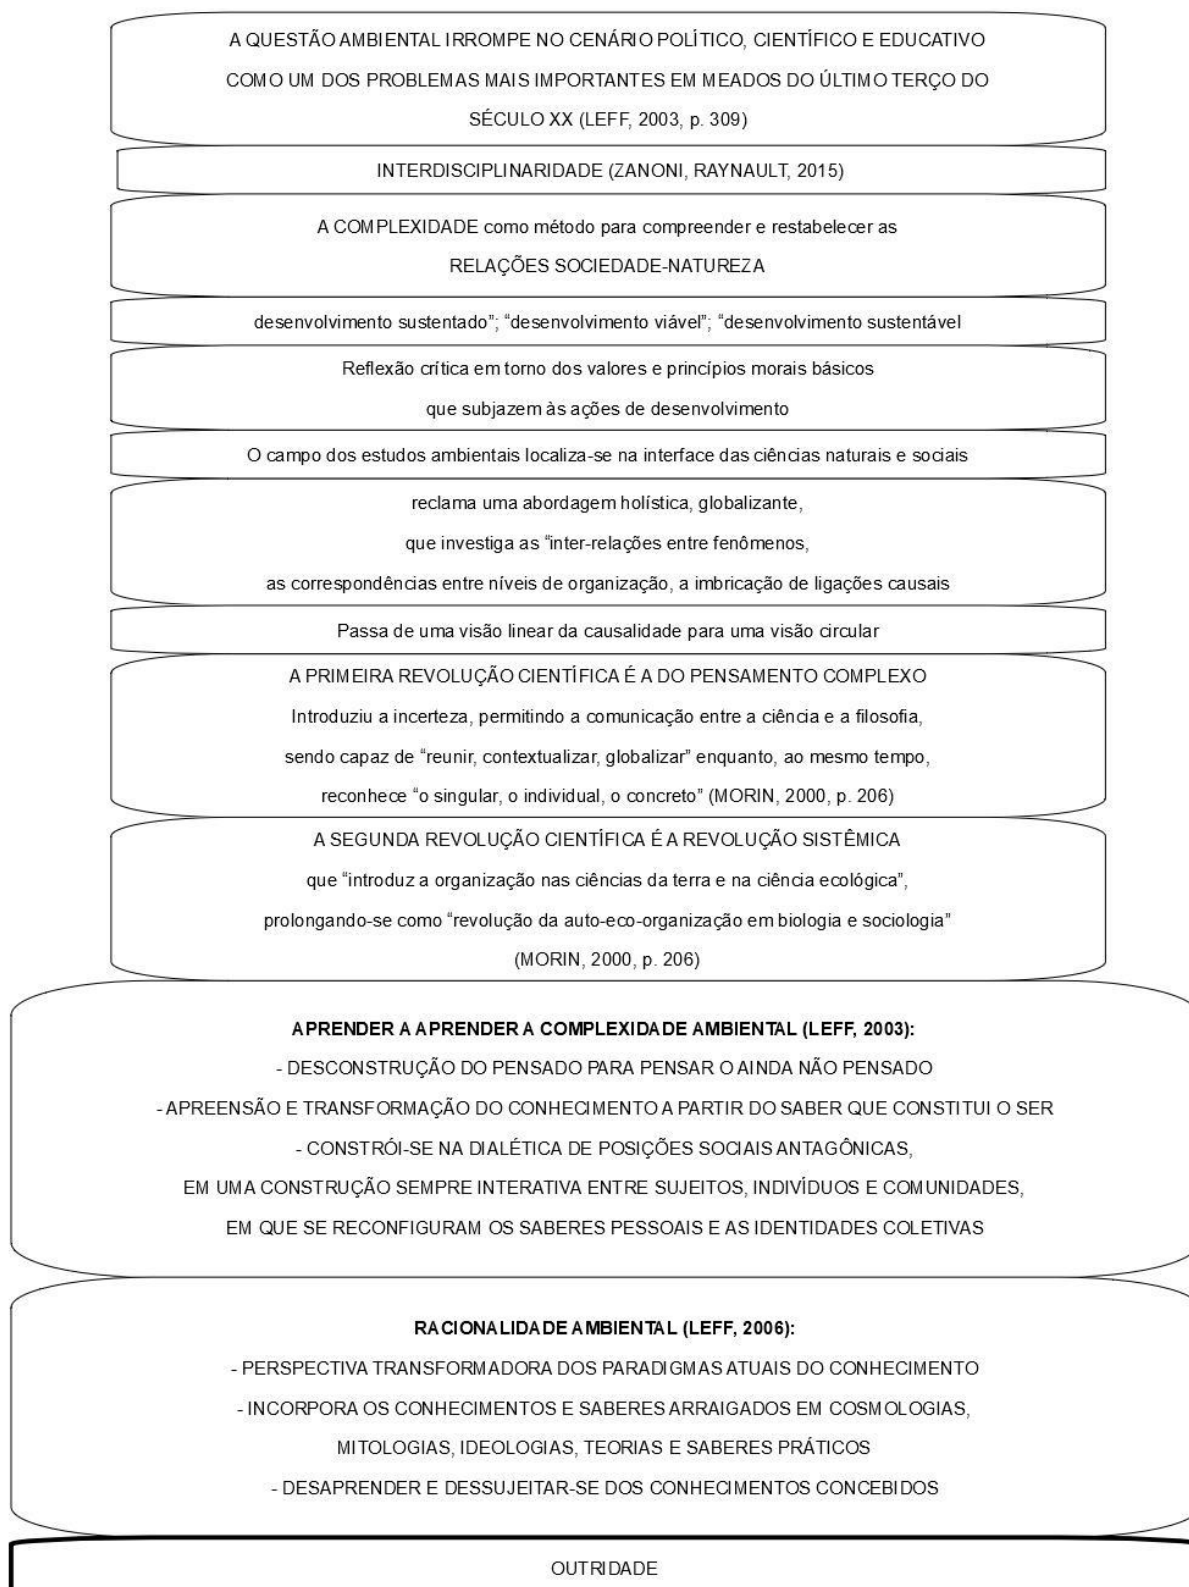 A QUESTÃO AMBIENTAL IRROMPE NO CENÁRIO POLÍTICO, CIENTÍFICO E EDUCATIVO
COMO UM DOS PROBLEMAS MAIS IMPORTANTES EM MEADOS DO ÚLTIMO TERÇO DO
SÉCULO XX (LEFF, 2003, p. 309)
INTERDISCIPLINARIDADE (ZANONI, RAYNAULT, 2015)
A COMPLEXIDADE como método para compreender e restabelecer as
RELAÇÕES SOCIEDADE-NATUREZA
desenvolvimento sustentado”; “desenvolvimento viável”; “desenvolvimento sustentável
Reflexão crítica em torno dos valores e princípios morais básicos
que subjazem às ações de desenvolvimento
O campo dos estudos ambientais localiza-se na interface das ciências naturais e sociais
reclama uma abordagem holística, globalizante,
que investiga as “inter-relações entre fenômenos,
as correspondências entre níveis de organização, a imbricação de ligações causais
Passa de uma visão linear da causalidade para uma visão circular
A PRIMEIRA REVOLUÇÃO CIENTÍFICA É A DO PENSAMENTO COMPLEXO
Introduziu a incerteza, permitindo a comunicação entre a ciência e a filosofia,
sendo capaz de “reunir, contextualizar, globalizar” enquanto, ao mesmo tempo,
reconhece “o singular, o individual, o concreto” (MORIN, 2000, p. 206)
A SEGUNDA REVOLUÇÃO CIENTÍFICA É A REVOLUÇÃO SISTÊMICA
que “introduz a organização nas ciências da terra e na ciência ecológica”,
prolongando-se como “revolução da auto-eco-organização em biologia e sociologia”
(MORIN, 2000, p. 206)
APRENDER A APRENDER A COMPLEXIDADE AMBIENTAL (LEFF, 2003):
- DESCONSTRUÇÃO DO PENSADO PARA PENSAR O AINDA NÃO PENSADO
- APREENSÃO E TRANSFORMAÇÃO DO CONHECIMENTO A PARTIR DO SABER QUE CONSTITUI O SER
- CONSTRÓI-SE NA DIALÉTICA DE POSIÇÕES SOCIAIS ANTAGÔNICAS,
EM UMA CONSTRUÇÃO SEMPRE INTERATIVA ENTRE SUJEITOS, INDIVÍDUOS E COMUNIDADES,
EM QUE SE RECONFIGURAM OS SABERES PESSOAIS E AS IDENTIDADES COLETIVAS
RACIONALIDADE AMBIENTAL (LEFF, 2006):
- PERSPECTIVA TRANSFORMADORA DOS PARADIGMAS ATUAIS DO CONHECIMENTO
- INCORPORA OS CONHECIMENTOS E SABERES ARRAIGADOS EM COSMOLOGIAS,
MITOLOGIAS, IDEOLOGIAS, TEORIAS E SABERES PRÁTICOS
- DESAPRENDER E DESSUJEITAR-SE DOS CONHECIMENTOS CONCEBIDOS
OUTRIDADE